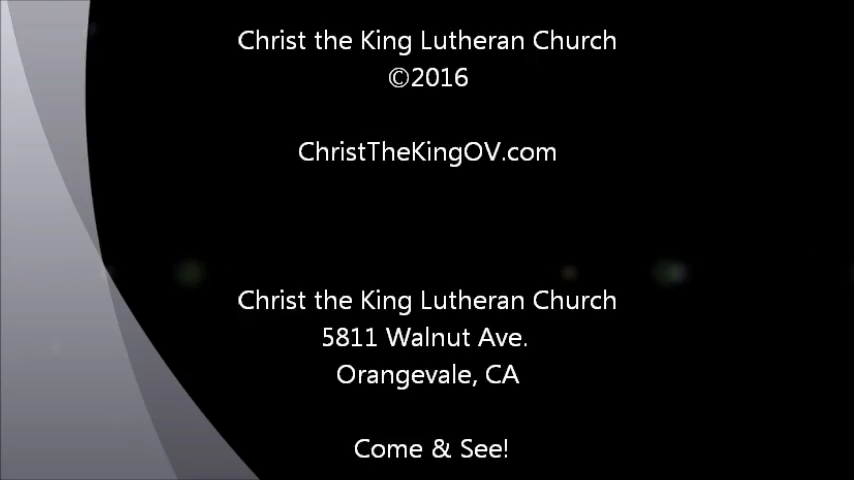 Christ the King Lutheran Church
©2016
ChristTheKingOV.com
Christ the King Lutheran Church
5811 Walnut Ave.
Orangevale, CA
Come & See!